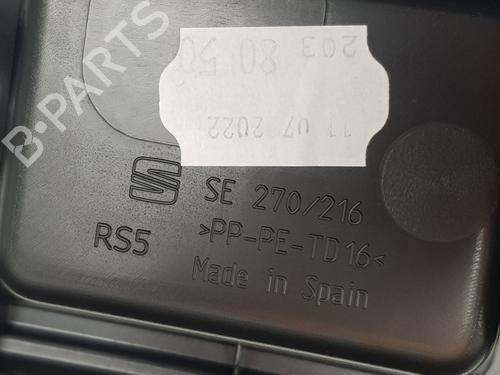 B-PARTS
203 80 50
11 07 2022
SE 270/216
RS5
>PP-PE-TD16<
Made in Spain